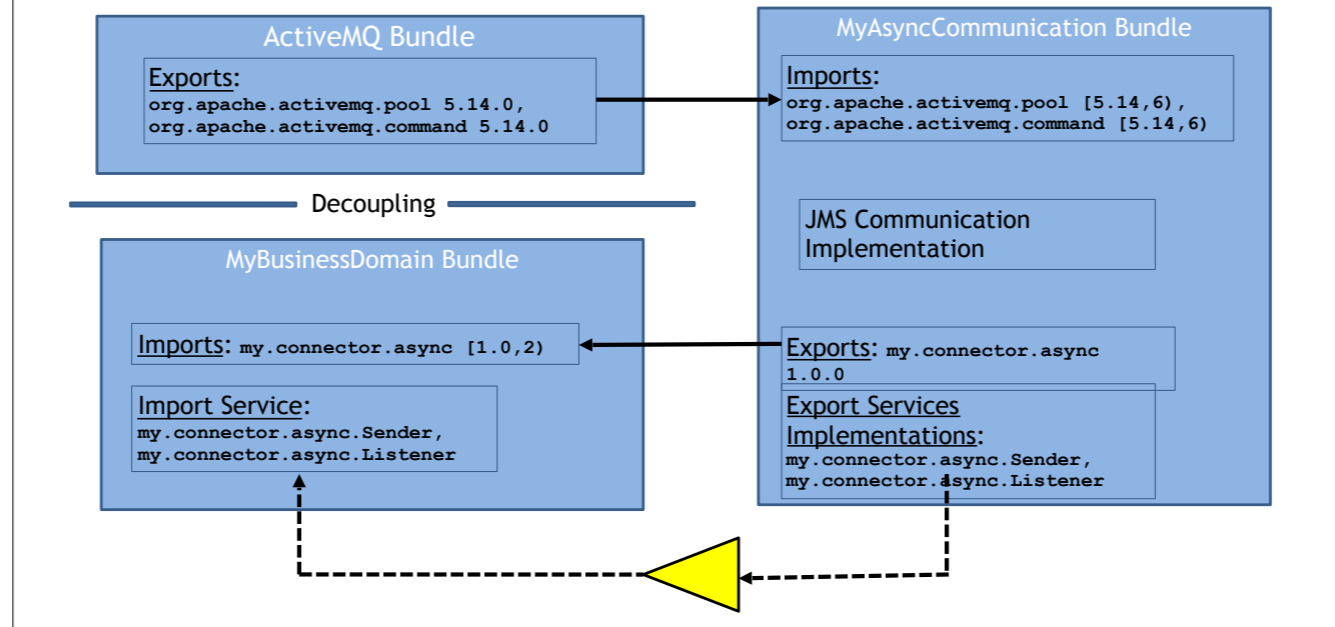 ActiveMQ Bundle
Exports:
org.apache.activemq.pool 5.14.0,
org.apache.activemq.command 5.14.0
MyAsyncCommunication Bundle
Imports:
org.apache.activemq.pool [5.14,6),
org.apache.activemq.command [5.14,6)
Decoupling
JMS Communication
Implementation
MyBusinessDomain Bundle
Imports: my.connector.async [1.0,2)
Import Service:
my.connector.async.Sender,
my.connector.async.Listener
Exports: my.connector.async
1.0.0
Export Services
Implementations:
my.connector.async.Sender,
my.connector.async.Listener